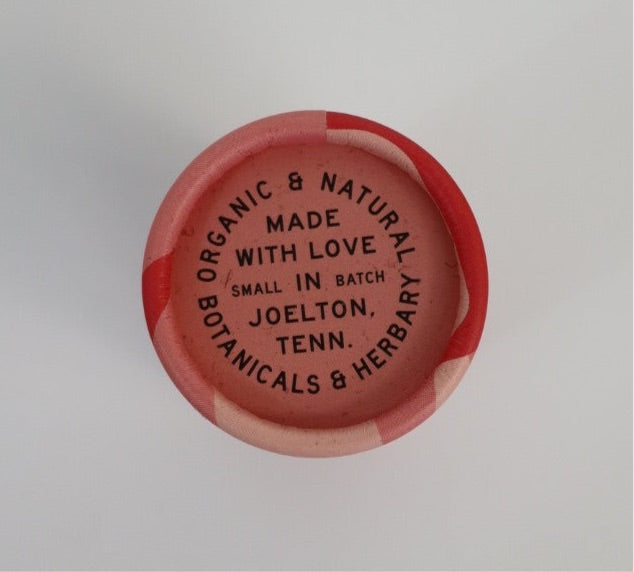 ORGANIC & NATURAL
MADE
WITH LOVE
SMALL IN BATCH
JOELTON,
TENN.
BOTANICALS & HERBARY